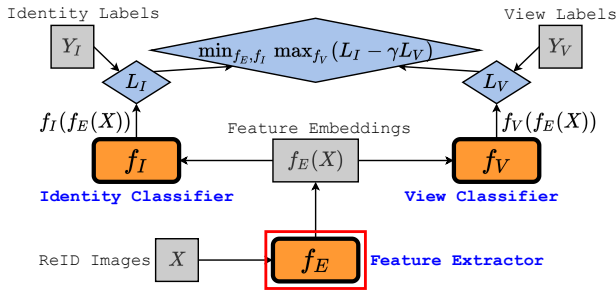 Identity Labels
View Labels
Y_I
min_{f_E,f_I} max_{f_V}(L_I − γL_V)
Y_V
L_I
L_V
f_I(f_E(X))
Feature Embeddings
f_V(f_E(X))
f_I
f_E(X)
f_V
Identity Classifier
View Classifier
ReID Images
X
f_E
Feature Extractor